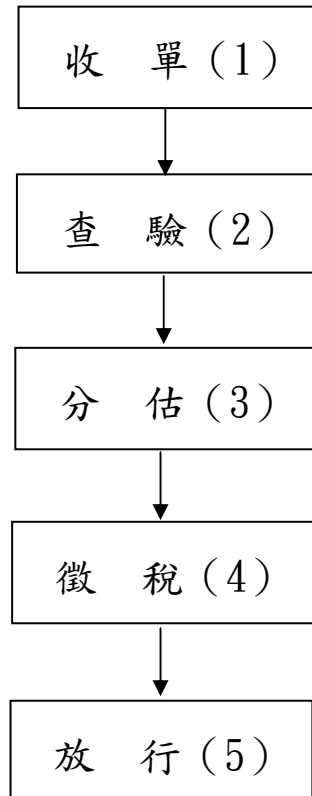 收 單(1)
查 驗(2)
分 估(3)
徵 稅(4)
放 行(5)